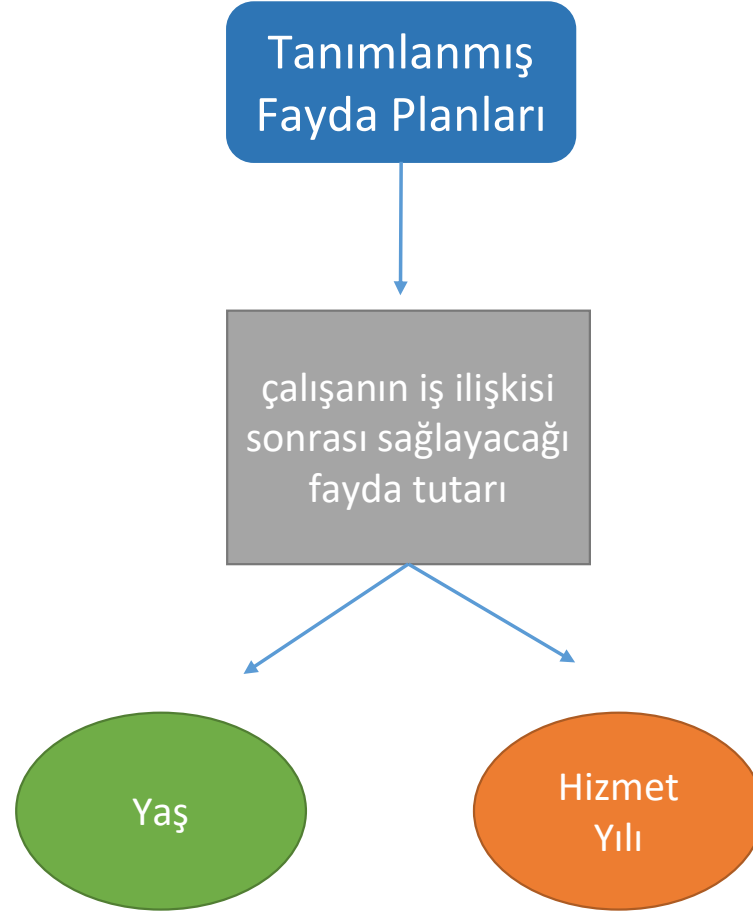 Tanımlanmış
Fayda Planları
çalışanın iş ilişkisi
sonrası sağlayacağı
fayda tutarı
Yaş
Hizmet
Yılı